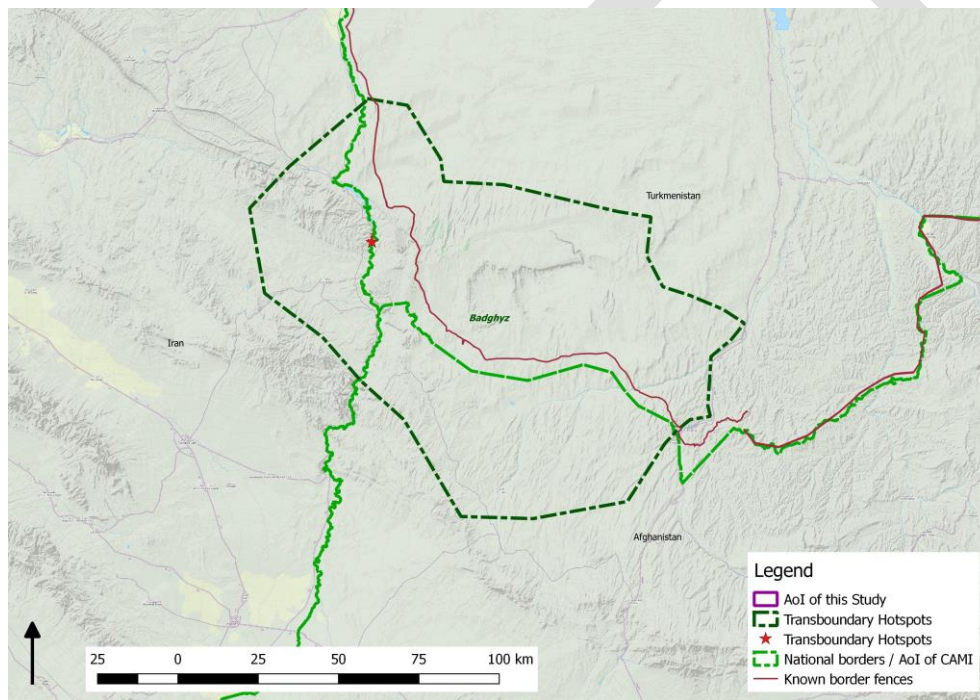 Turkmenistan
Badghyz
Iran
Afghanistan
Legend
AoI of this Study
Transboundary Hotspots
Transboundary Hotspots
National borders / AoI of CAMI
Known border fences
25 0 25 50 75 100 km